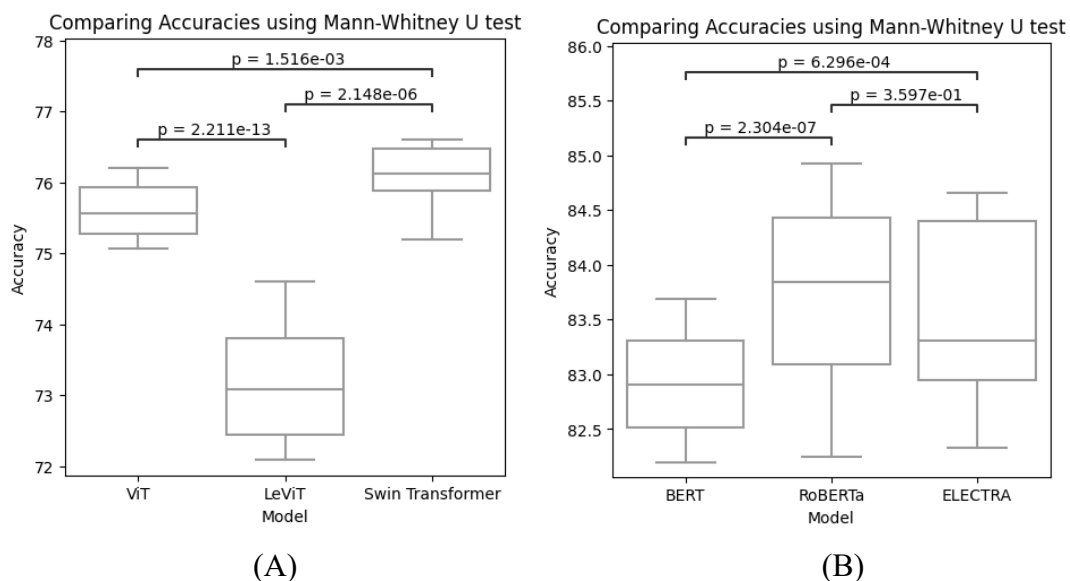 Comparing Accuracies using Mann-Whitney U test
78
77
76
75
74
73
72
Accuracy
p = 1.516e-03
p = 2.148e-06
p = 2.211e-13
ViT
LeViT
Swin Transformer
Model
(A)
Comparing Accuracies using Mann-Whitney U test
86.0
85.5
85.0
84.5
84.0
83.5
83.0
82.5
Accuracy
p = 6.296e-04
p = 3.597e-01
p = 2.304e-07
BERT
RoBERTa
ELECTRA
Model
(B)